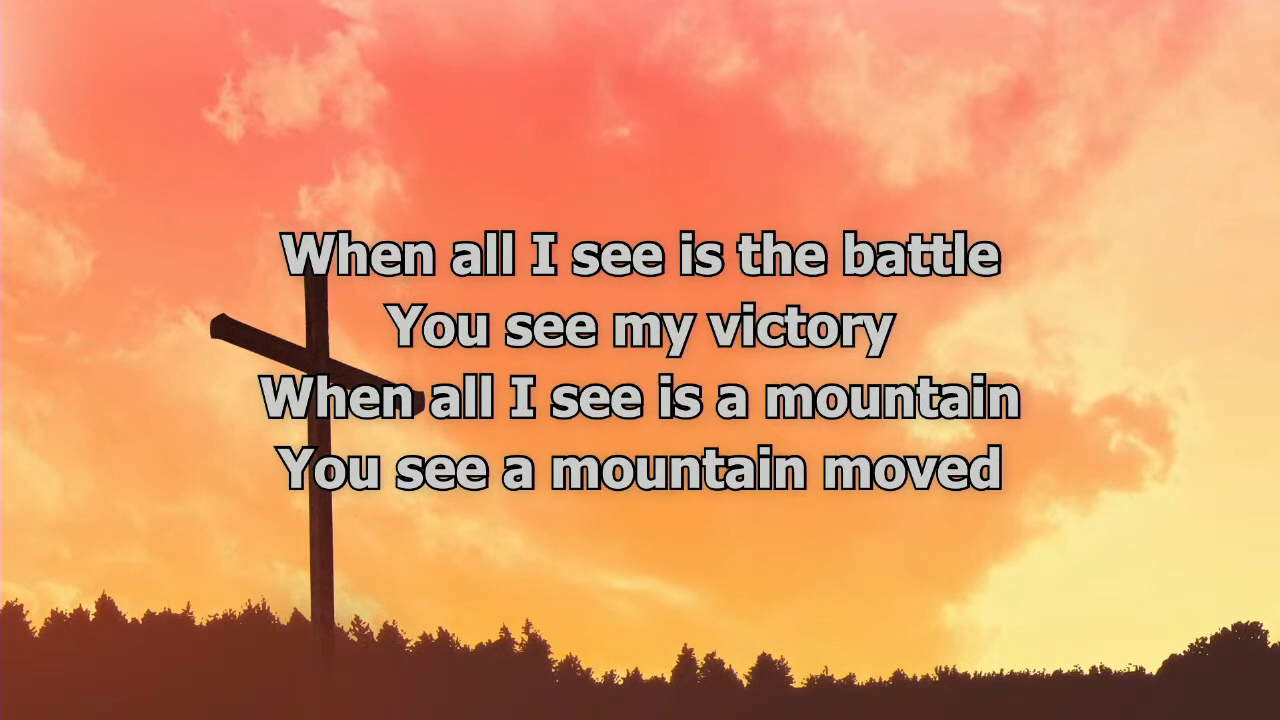 When all I see is the battle
You see my victory
When all I see is a mountain
You see a mountain moved